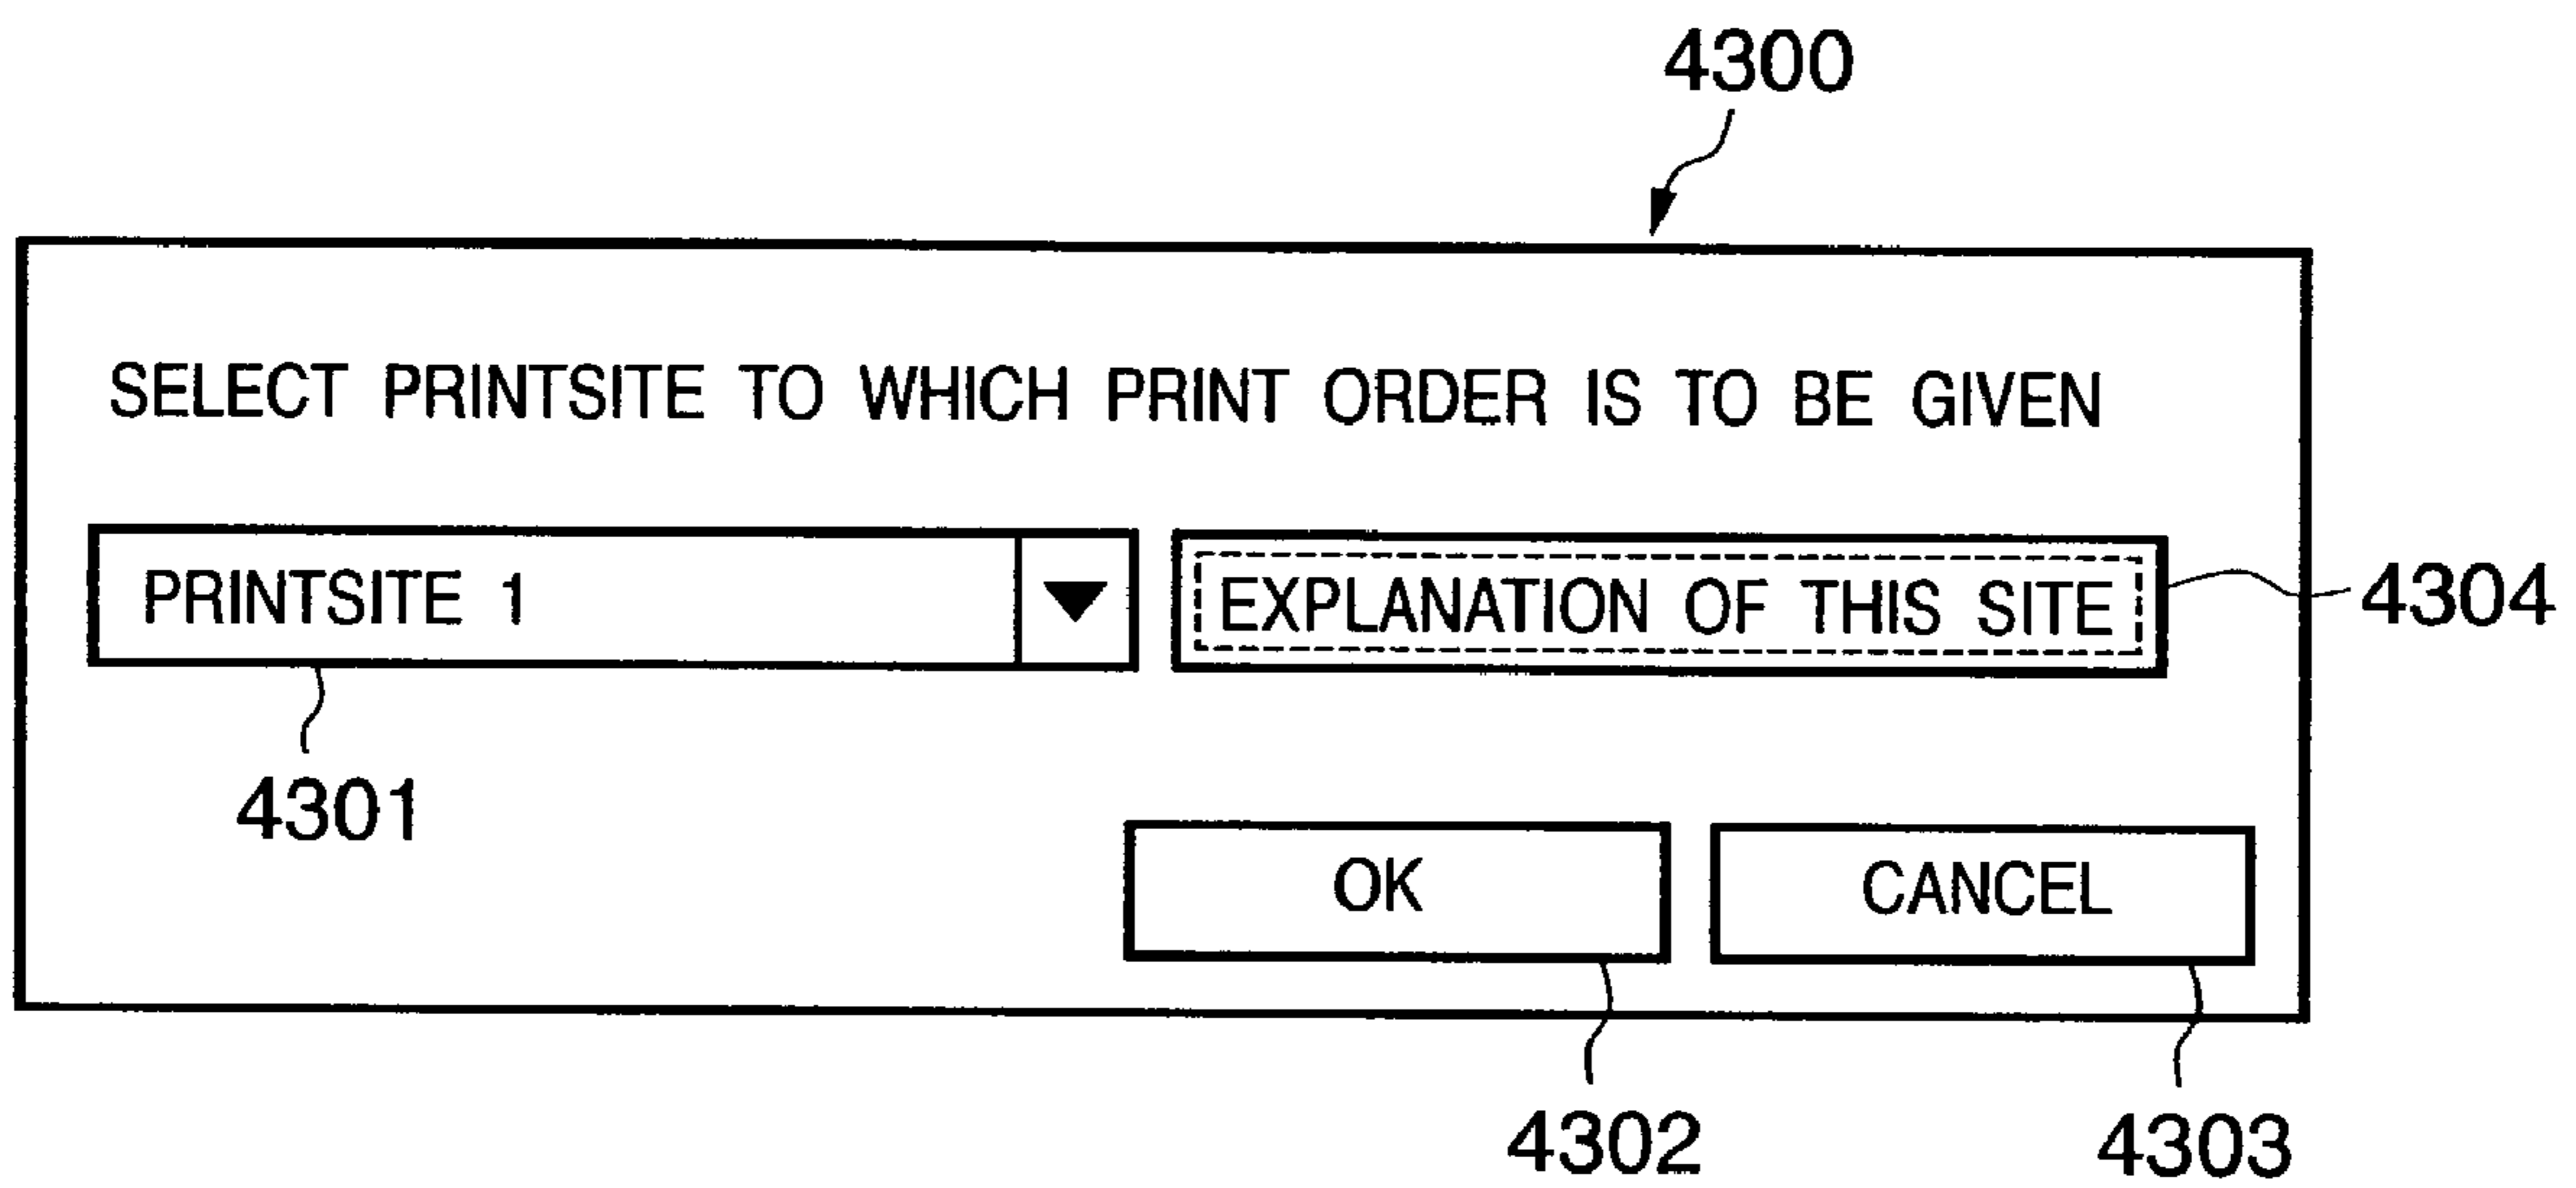 4300
SELECT PRINTSITE TO WHICH PRINT ORDER IS TO BE GIVEN
PRINTSITE 1
EXPLANATION OF THIS SITE
4304
4301
OK
CANCEL
4302
4303